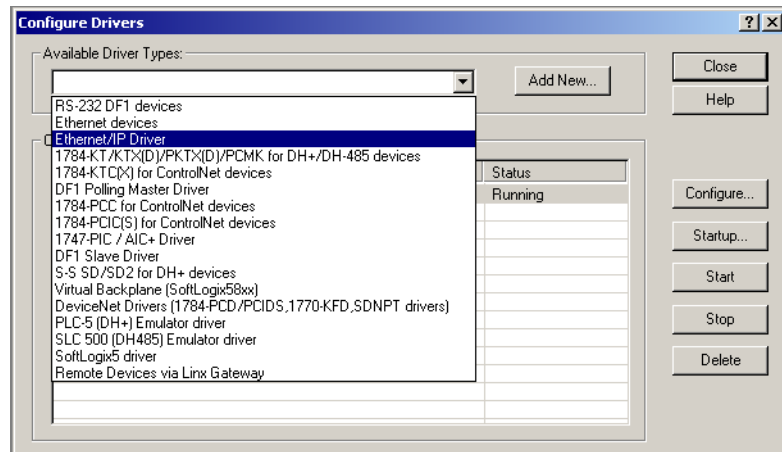 Configure Drivers
Available Driver Types:
Add New...
Close
Help
RS-232 DF1 devices
Ethernet devices
Ethernet/IP Driver
1784-KT/KTX(D)/PKTX(D)/PCMK for DH+/DH-485 devices
1784-KTC(X) for ControlNet devices
DF1 Polling Master Driver
1784-PCC for ControlNet devices
1784-PCIC(S) for ControlNet devices
1747-PIC / AIC+ Driver
DF1 Slave Driver
S-S SD/SD2 for DH+ devices
Virtual Backplane (SoftLogix58xx)
DeviceNet Drivers (1784-PCD/PCIDS,1770-KFD,SDNPT drivers)
PLC-5 (DH+) Emulator driver
SLC 500 (DH485) Emulator driver
SoftLogix5 driver
Remote Devices via Linx Gateway
Status
Running
Configure...
Startup...
Start
Stop
Delete